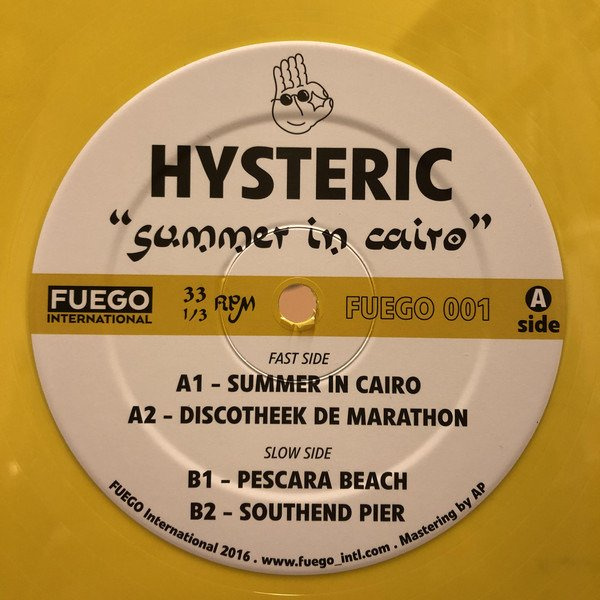 HYSTERIC
"summer in cairo"
FUEGO
INTERNATIONAL
33
1/3 RPM
FUEGO 001
A
side
FAST SIDE
A1 - SUMMER IN CAIRO
A2 - DISCOTHEEK DE MARATHON
SLOW SIDE
B1 - PESCARA BEACH
B2 - SOUTHEND PIER
FUEGO International 2016 . www.fuego_intl.com . Mastering by AP